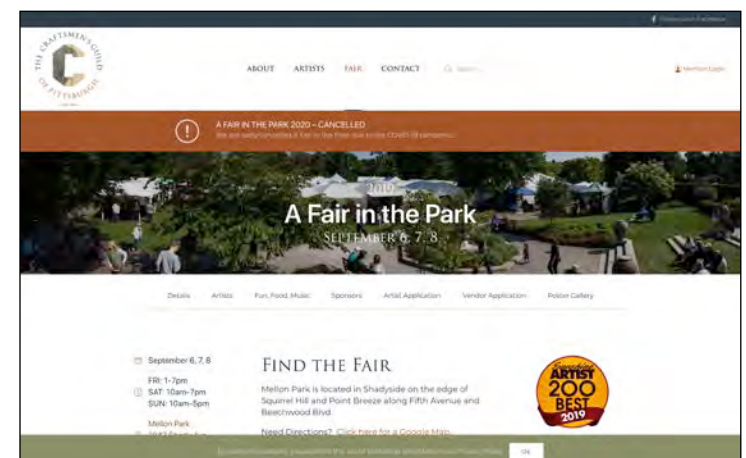 THE CRAFTSMEN'S GUILD
OF PITTSBURGH
ABOUT ARTISTS FAIR CONTACT
Member Login
A FAIR IN THE PARK 2020 – CANCELLED
A Fair in the Park
SEPTEMBER 6, 7, 8
Details Artists Fun, Food, Music Sponsors Artist Application Vendor Application Poster Gallery
September 6, 7, 8
FRI: 1-7pm
SAT: 10am-7pm
SUN: 10am-5pm
Mellon Park
FIND THE FAIR
Mellon Park is located in Shadyside on the edge of
Squirrel Hill and Point Breeze along Fifth Avenue and
Beechwood Blvd.
Need Directions? Click here for a Google Map.
ARTIST
200
BEST
2019